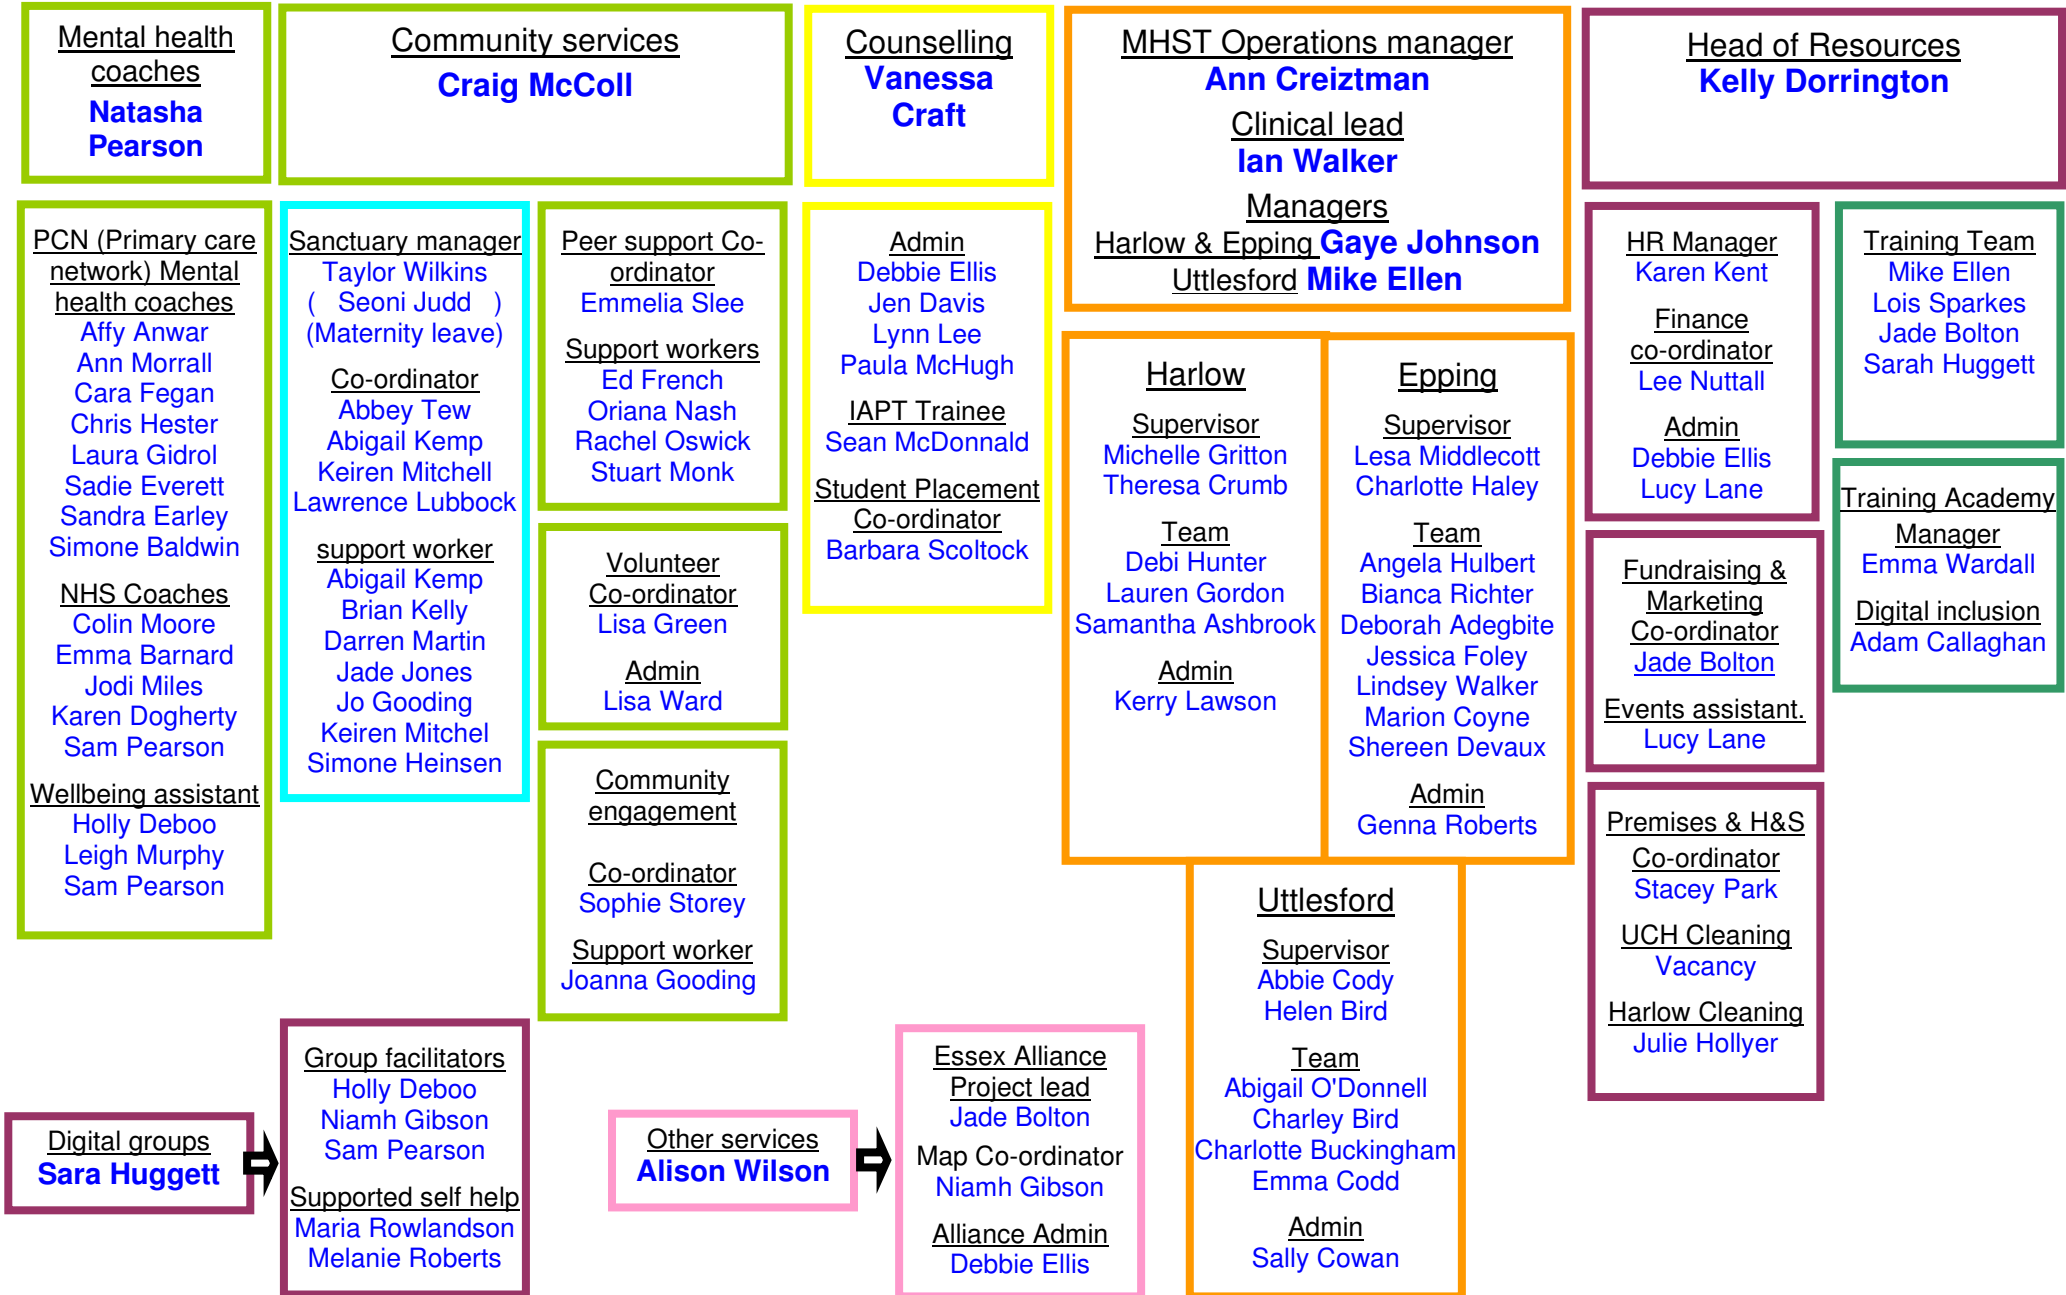 Mental health
coaches
Natasha
Pearson
Community services
Craig McColl
Counselling
Vanessa
Craft
MHST Operations manager
Ann Creiztman
Clinical lead
Ian Walker
Managers
Harlow & Epping Gaye Johnson
Uttlesford Mike Ellen
Head of Resources
Kelly Dorrington
PCN (Primary care
network) Mental
health coaches
Affy Anwar
Ann Morrall
Cara Fegan
Chris Hester
Laura Gidrol
Sadie Everett
Sandra Earley
Simone Baldwin
NHS Coaches
Colin Moore
Emma Barnard
Jodi Miles
Karen Dogherty
Sam Pearson
Wellbeing assistant
Holly Deboo
Leigh Murphy
Sam Pearson
Sanctuary manager
Taylor Wilkins
( Seoni Judd )
(Maternity leave)
Co-ordinator
Abbey Tew
Abigail Kemp
Keiren Mitchell
Lawrence Lubbock
support worker
Abigail Kemp
Brian Kelly
Darren Martin
Jade Jones
Jo Gooding
Keiren Mitchel
Simone Heinsen
Peer support Co-
ordinator
Emmelia Slee
Support workers
Ed French
Oriana Nash
Rachel Oswick
Stuart Monk
Volunteer
Co-ordinator
Lisa Green
Admin
Lisa Ward
Community
engagement
Co-ordinator
Sophie Storey
Support worker
Joanna Gooding
Admin
Debbie Ellis
Jen Davis
Lynn Lee
Paula McHugh
IAPT Trainee
Sean McDonnald
Student Placement
Co-ordinator
Barbara Scoltock
Harlow
Supervisor
Michelle Gritton
Theresa Crumb
Team
Debi Hunter
Lauren Gordon
Samantha Ashbrook
Admin
Kerry Lawson
Epping
Supervisor
Lesa Middlecott
Charlotte Haley
Team
Angela Hulbert
Bianca Richter
Deborah Adegbite
Jessica Foley
Lindsey Walker
Marion Coyne
Shereen Devaux
Admin
Genna Roberts
Uttlesford
Supervisor
Abbie Cody
Helen Bird
Team
Abigail O'Donnell
Charley Bird
Charlotte Buckingham
Emma Codd
Admin
Sally Cowan
HR Manager
Karen Kent
Finance
co-ordinator
Lee Nuttall
Admin
Debbie Ellis
Lucy Lane
Fundraising &
Marketing
Co-ordinator
Jade Bolton
Events assistant.
Lucy Lane
Premises & H&S
Co-ordinator
Stacey Park
UCH Cleaning
Vacancy
Harlow Cleaning
Julie Hollyer
Training Team
Mike Ellen
Lois Sparkes
Jade Bolton
Sarah Huggett
Training Academy
Manager
Emma Wardall
Digital inclusion
Adam Callaghan
Digital groups
Sara Huggett
Group facilitators
Holly Deboo
Niamh Gibson
Sam Pearson
Supported self help
Maria Rowlandson
Melanie Roberts
Other services
Alison Wilson
Essex Alliance
Project lead
Jade Bolton
Map Co-ordinator
Niamh Gibson
Alliance Admin
Debbie Ellis